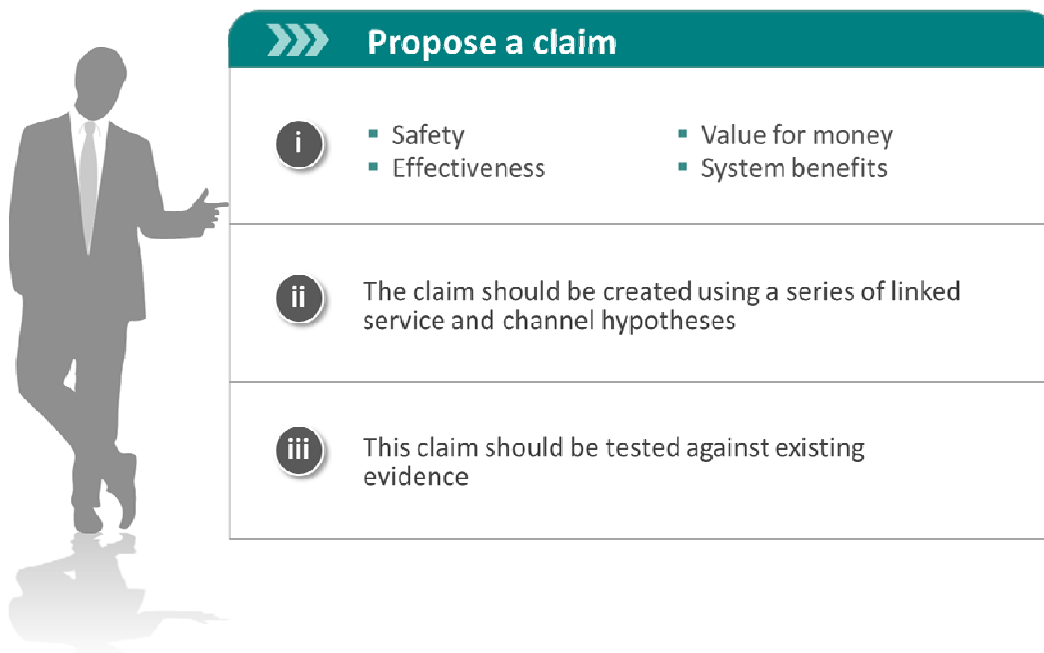 Propose a claim
i
▪ Safety
▪ Effectiveness
▪ Value for money
▪ System benefits
ii
The claim should be created using a series of linked
service and channel hypotheses
iii
This claim should be tested against existing
evidence